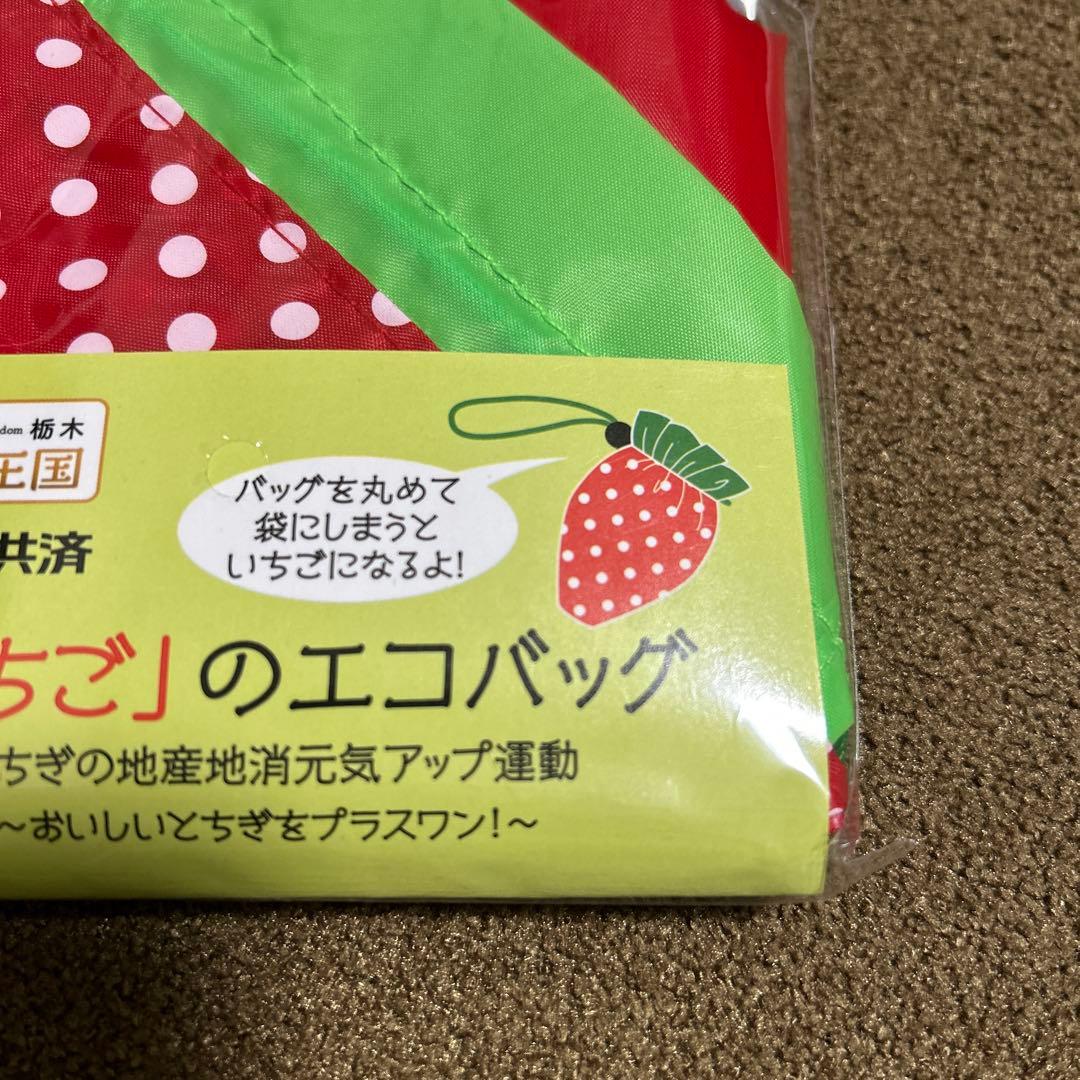 dom 栃木
王国
共済
バッグを丸めて
袋にしまうと
いちごになるよ!
ちご」のエコバッグ
ちぎの地産地消元気アップ運動
～おいしいとちぎをプラスワン!～